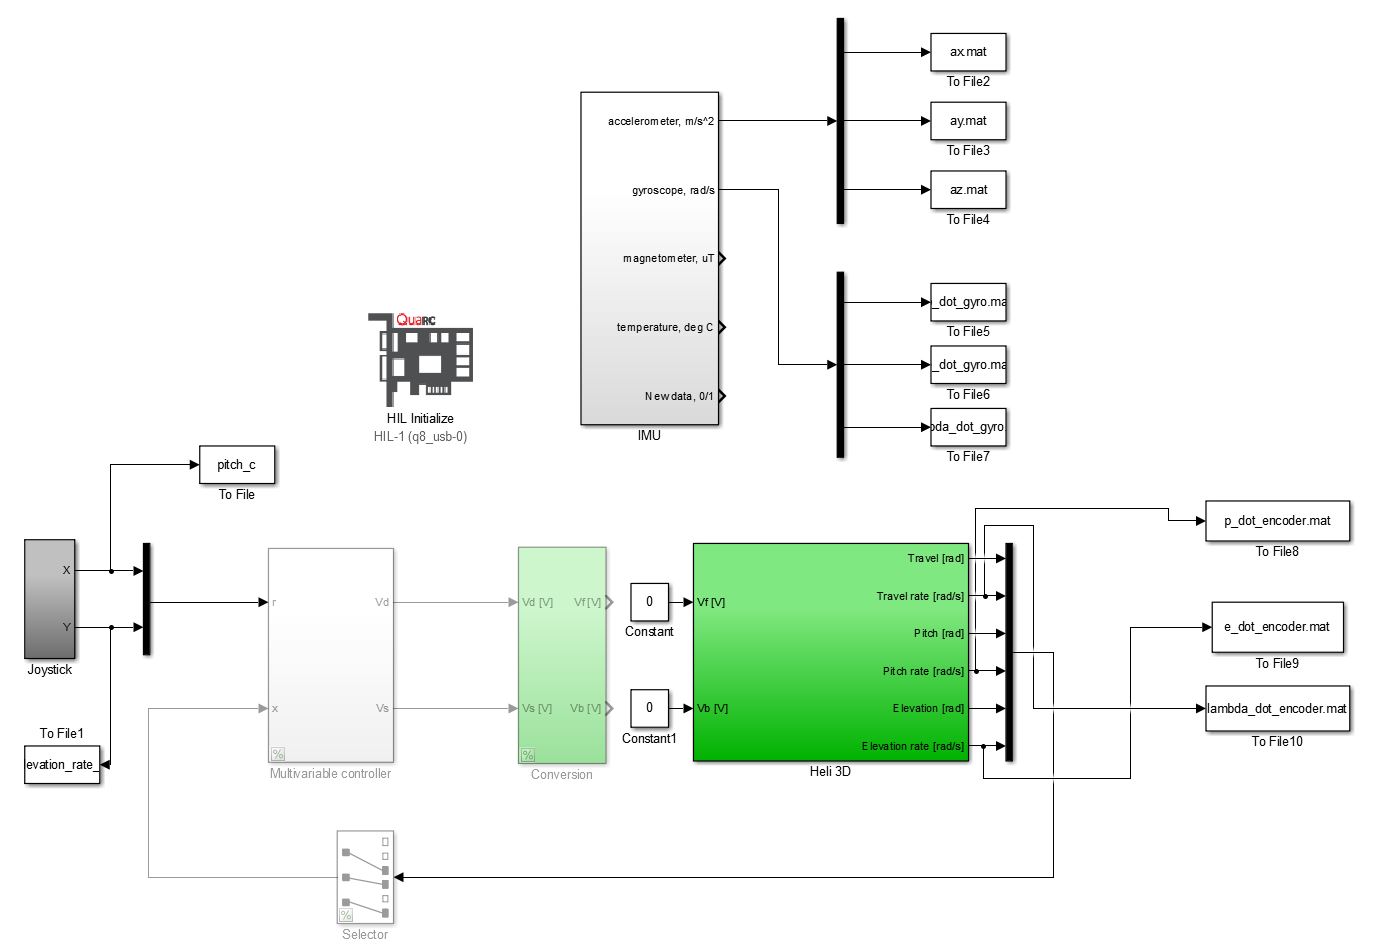 ax.mat
To File2
accelerometer, m/s^2
ay.mat
To File3
gyroscope, rad/s
az.mat
To File4
magnetometer, uT
temperature, deg C
New data, 0/1
IMU
_dot_gyro.ma
To File5
_dot_gyro.ma
To File6
da_dot_gyro
To File7
QUARC
HIL Initialize
HIL-1 (q8_usb-0)
pitch_c
To File
X
Y
Joystick
To File1
evation_rate_
r
Vd
x
Vs
%
Multivariable controller
Vd [V]
Vf [V]
Vs [V]
Vb [V]
%
Conversion
0
Constant
0
Constant1
Vf [V]
Vb [V]
Travel [rad]
Travel rate [rad/s]
Pitch [rad]
Pitch rate [rad/s]
Elevation [rad]
Elevation rate [rad/s]
Heli 3D
p_dot_encoder.mat
To File8
e_dot_encoder.mat
To File9
lambda_dot_encoder.mat
To File10
%
Selector